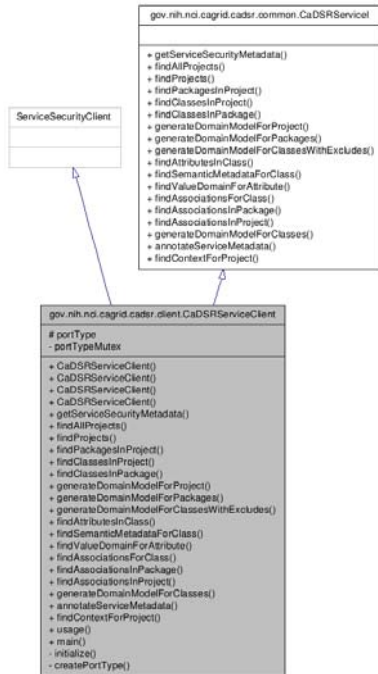 gov.nih.nci.cagrid.cadsr.common.CaDSRServiceI
+ getServiceSecurityMetadata()
+ findAllProjects()
+ findProjects()
+ findPackagesInProject()
+ findClassesInProject()
+ findClassesInPackage()
+ generateDomainModelForProject()
+ generateDomainModelForPackages()
+ generateDomainModelForClassesWithExcludes()
+ findAttributesInClass()
+ findSemanticMetadataForClass()
+ findValueDomainForAttribute()
+ findAssociationsForClass()
+ findAssociationsInPackage()
+ findAssociationsInProject()
+ generateDomainModelForClasses()
+ annotateServiceMetadata()
+ findContextForProject()
ServiceSecurityClient
gov.nih.nci.cagrid.cadsr.client.CaDSRServiceClient
# portType
- portTypeMutex
+ CaDSRServiceClient()
+ CaDSRServiceClient()
+ CaDSRServiceClient()
+ CaDSRServiceClient()
+ getServiceSecurityMetadata()
+ findAllProjects()
+ findProjects()
+ findPackagesInProject()
+ findClassesInProject()
+ findClassesInPackage()
+ generateDomainModelForProject()
+ generateDomainModelForPackages()
+ generateDomainModelForClassesWithExcludes()
+ findAttributesInClass()
+ findSemanticMetadataForClass()
+ findValueDomainForAttribute()
+ findAssociationsForClass()
+ findAssociationsInPackage()
+ findAssociationsInProject()
+ generateDomainModelForClasses()
+ annotateServiceMetadata()
+ findContextForProject()
+ usage()
+ main()
- initialize()
- createPortType()